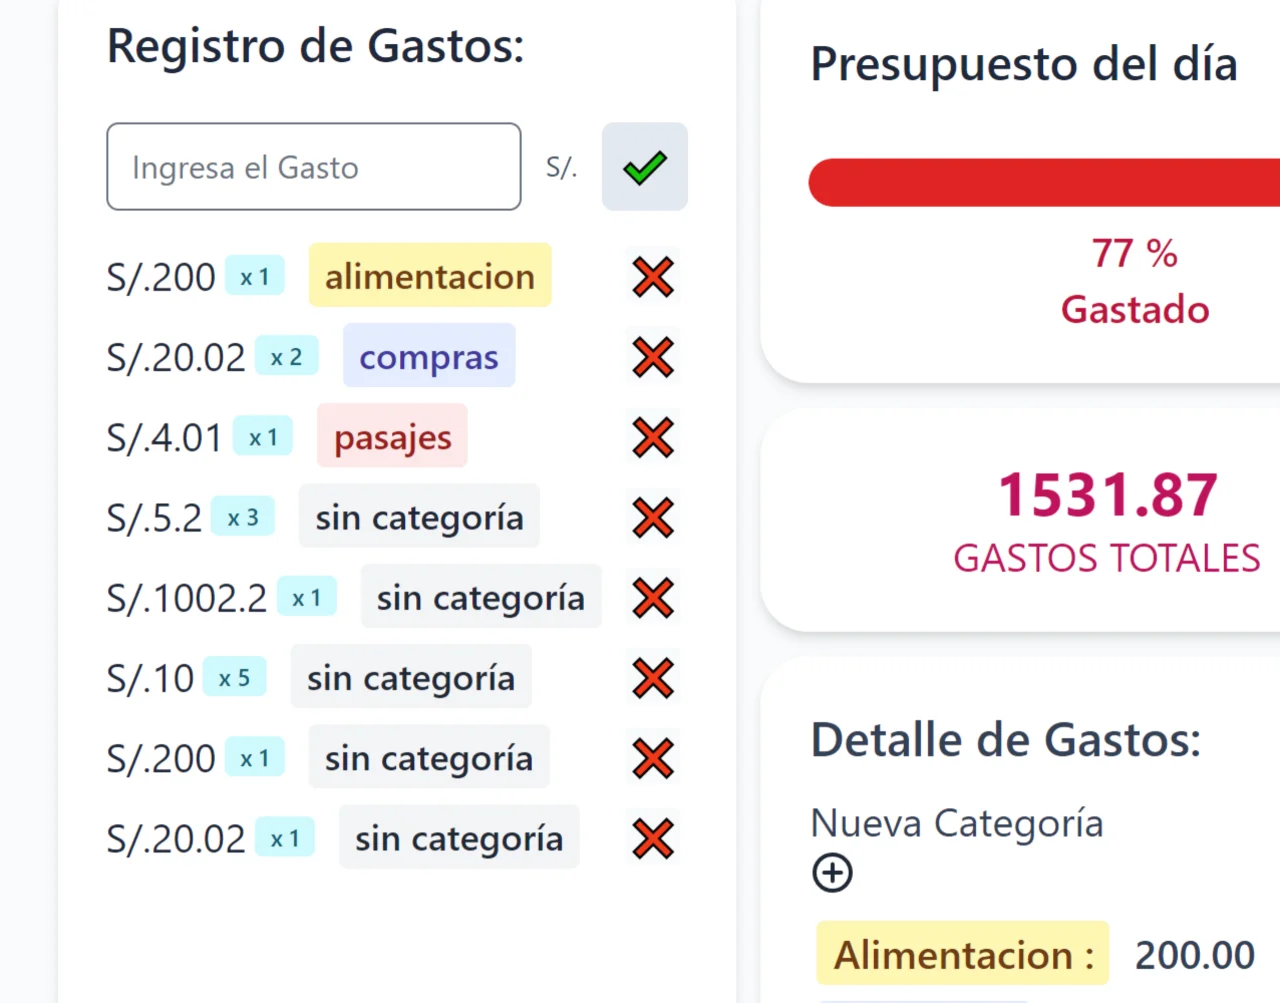 Registro de Gastos:
Ingresa el Gasto S/.
S/.200 x 1 alimentacion
S/.20.02 x 2 compras
S/.4.01 x 1 pasajes
S/.5.2 x 3 sin categoría
S/.1002.2 x 1 sin categoría
S/.10 x 5 sin categoría
S/.200 x 1 sin categoría
S/.20.02 x 1 sin categoría
Presupuesto del día
77 %
Gastado
1531.87
GASTOS TOTALES
Detalle de Gastos:
Nueva Categoría
Alimentacion : 200.00